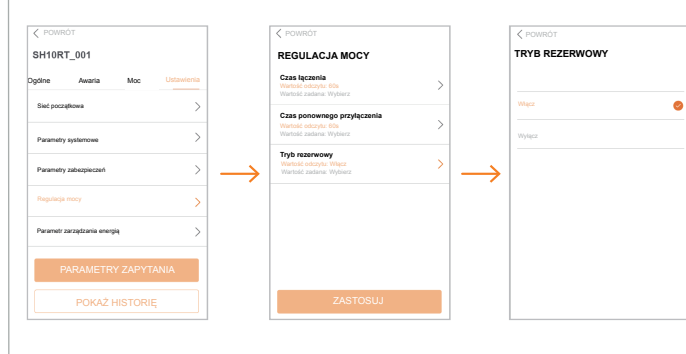 POWRÓT
SH10RT_001
Ogólne Awaria Moc Ustawienia
Sieć początkowa
Parametry systemowe
Parametry zabezpieczeń
Regulacja mocy
Parametr zarządzania energią
PARAMETRY ZAPYTANIA
POKAŻ HISTORIĘ
POWRÓT
REGULACJA MOCY
Czas łączenia
Wartość odczytu: 60s
Wartość zadana: Wybierz
Czas ponownego przyłączenia
Wartość odczytu: 60s
Wartość zadana: Wybierz
Tryb rezerwowy
Wartość odczytu: Włącz
Wartość zadana: Wybierz
ZASTOSUJ
POWRÓT
TRYB REZERWOWY
Włącz
Wyłącz